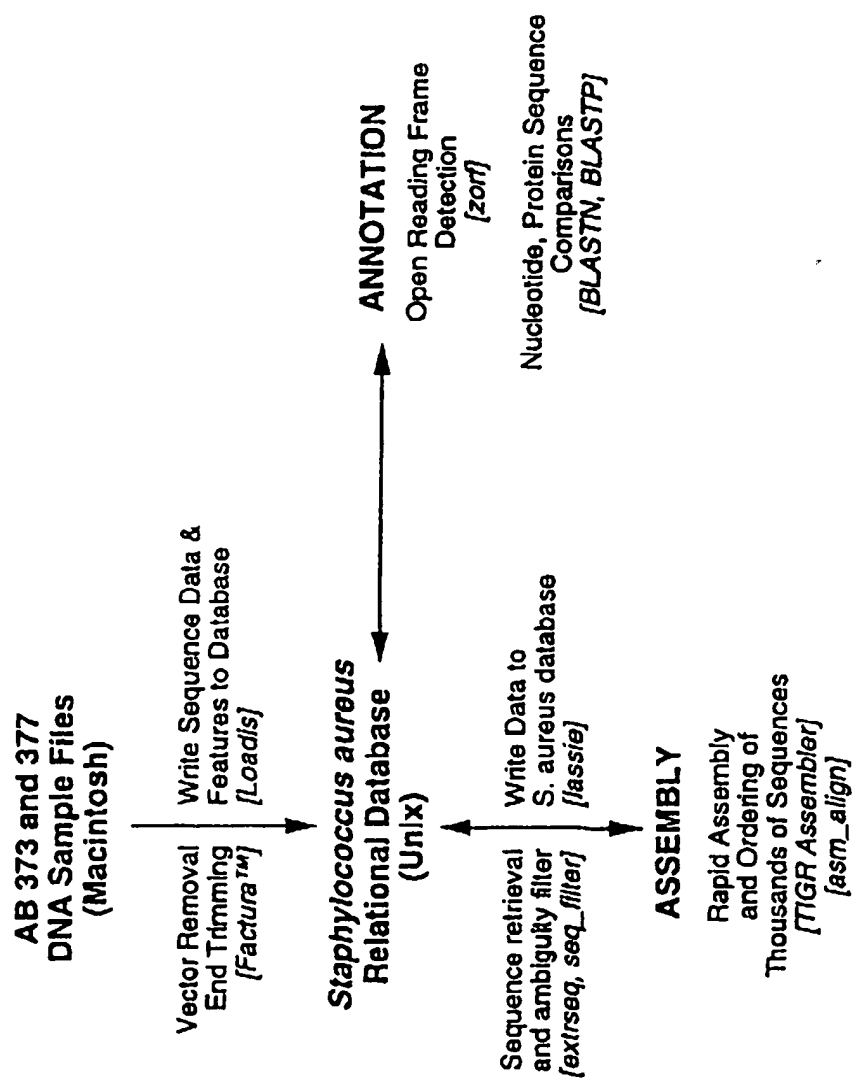 AB 373 and 377
DNA Sample Files
(Macintosh)
Vector Removal
End Trimming
[Factura™]
Write Sequence Data &
Features to Database
[Loadis]
Staphylococcus aureus
Relational Database
(Unix)
ANNOTATION
Open Reading Frame
Detection
[zorf]
Nucleotide, Protein Sequence
Comparisons
[BLASTN, BLASTP]
Sequence retrieval
and ambiguity filter
[extrseq, seq_filter]
Write Data to
S. aureus database
[lassie]
ASSEMBLY
Rapid Assembly
and Ordering of
Thousands of Sequences
[TIGR Assembler]
[asm_align]